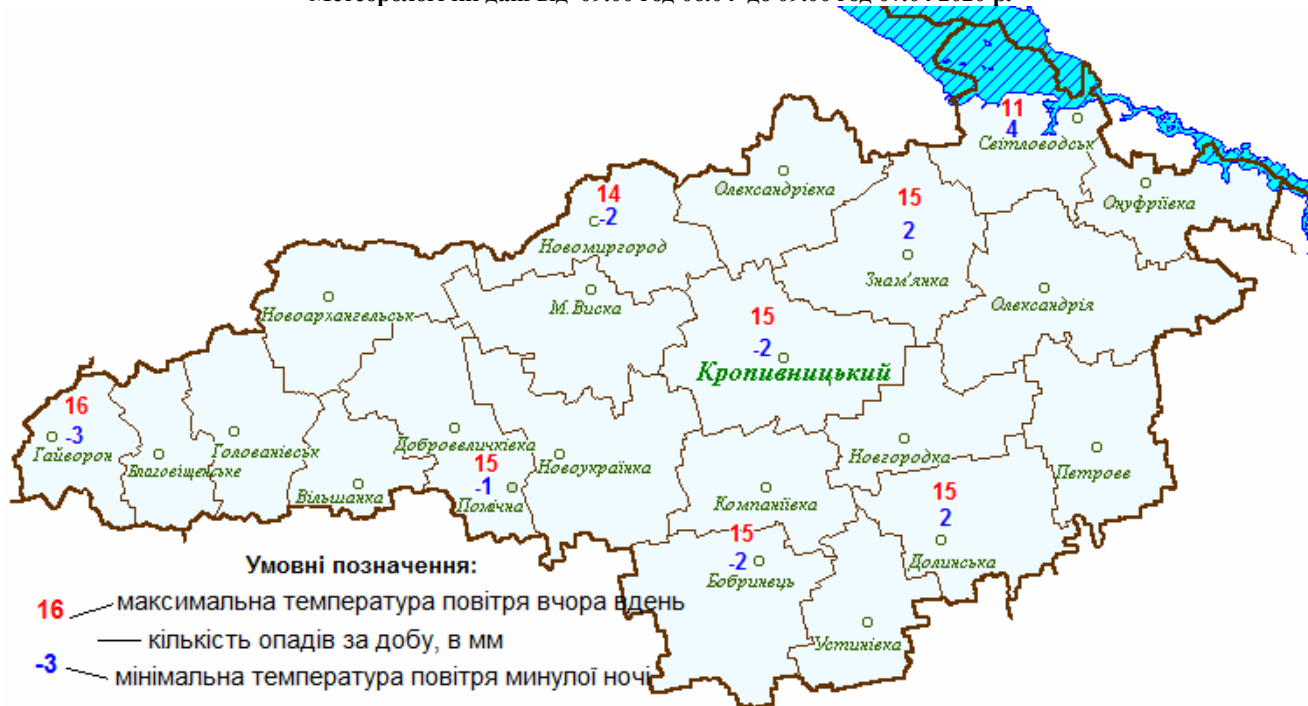 11
4
Світловодськ
Олександрівка
15
2
Знам'янка
Онуфріївка
14
-2
Новомиргород
Новоархангельськ
М.Виска
Олександрія
15
-2
Кропивницький
16
-3
Гайворон
Благовіщенське
Голованівськ
Вільшанка
Добровеличківка
15
-1
Помічна
Новоукраїнка
Новгородка
Петрове
Компаніївка
15
2
Долинська
15
-2
Бобринець
Устинівка
Умовні позначення:
16 максимальна температура повітря вчора вдень
кількість опадів за добу, в мм
-3 мінімальна температура повітря минулої ночі